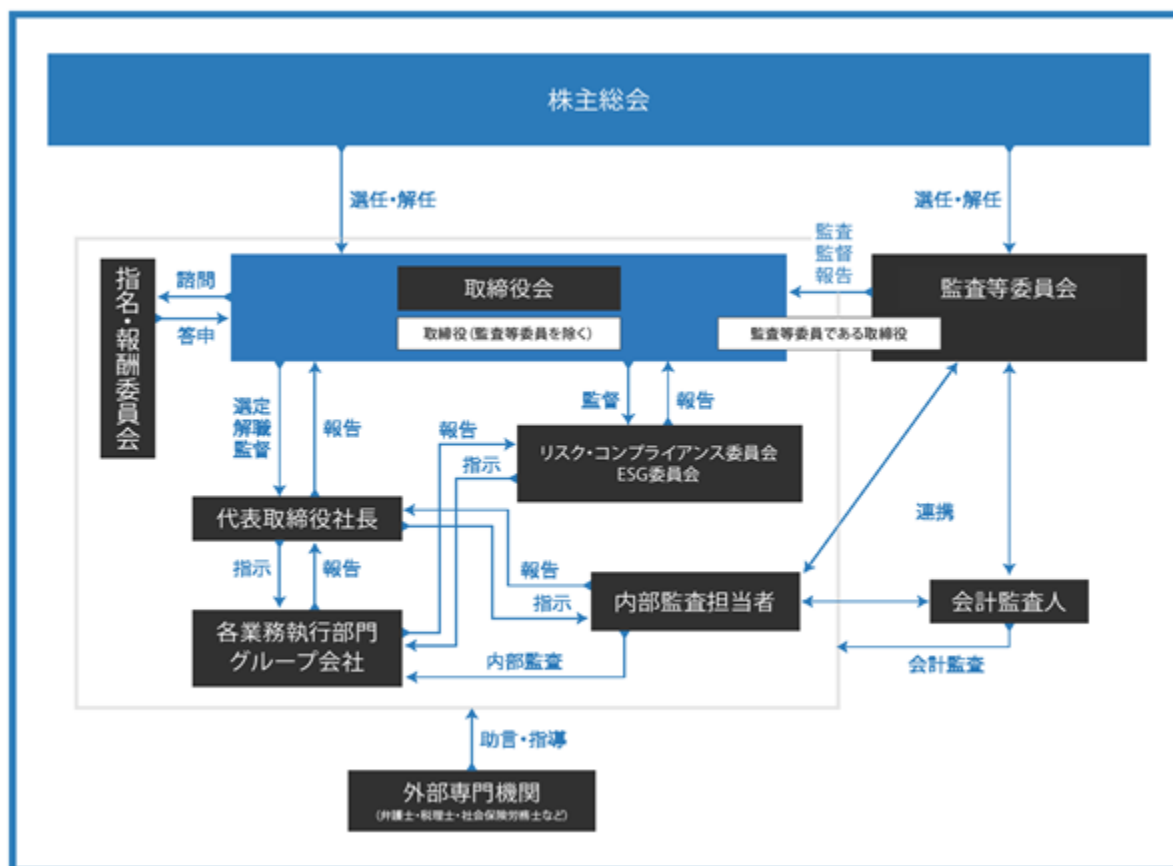 株主総会
選任・解任
選任・解任
監査
監督
報告
指名・報酬委員会
諮問
答申
取締役会
取締役(監査等委員を除く)
監査等委員である取締役
監査等委員会
選定
解職
監督
報告
監督
報告
報告
指示
リスク・コンプライアンス委員会
ESG委員会
代表取締役社長
連携
指示
報告
報告
指示
内部監査担当者
会計監査人
各業務執行部門
グループ会社
内部監査
会計監査
助言・指導
外部専門機関
(弁護士・税理士・社会保険労務士など)